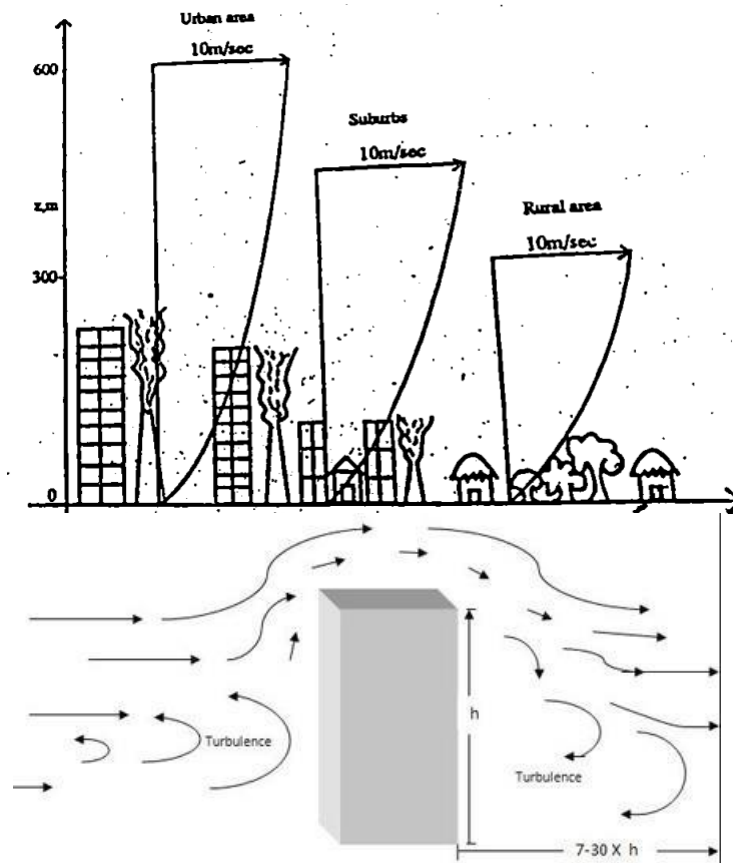 Urban area
10m/sec
600
Suburbs
10m/sec
Rural area
10m/sec
z,m
300
0
h
Turbulence
Turbulence
7-30 X h